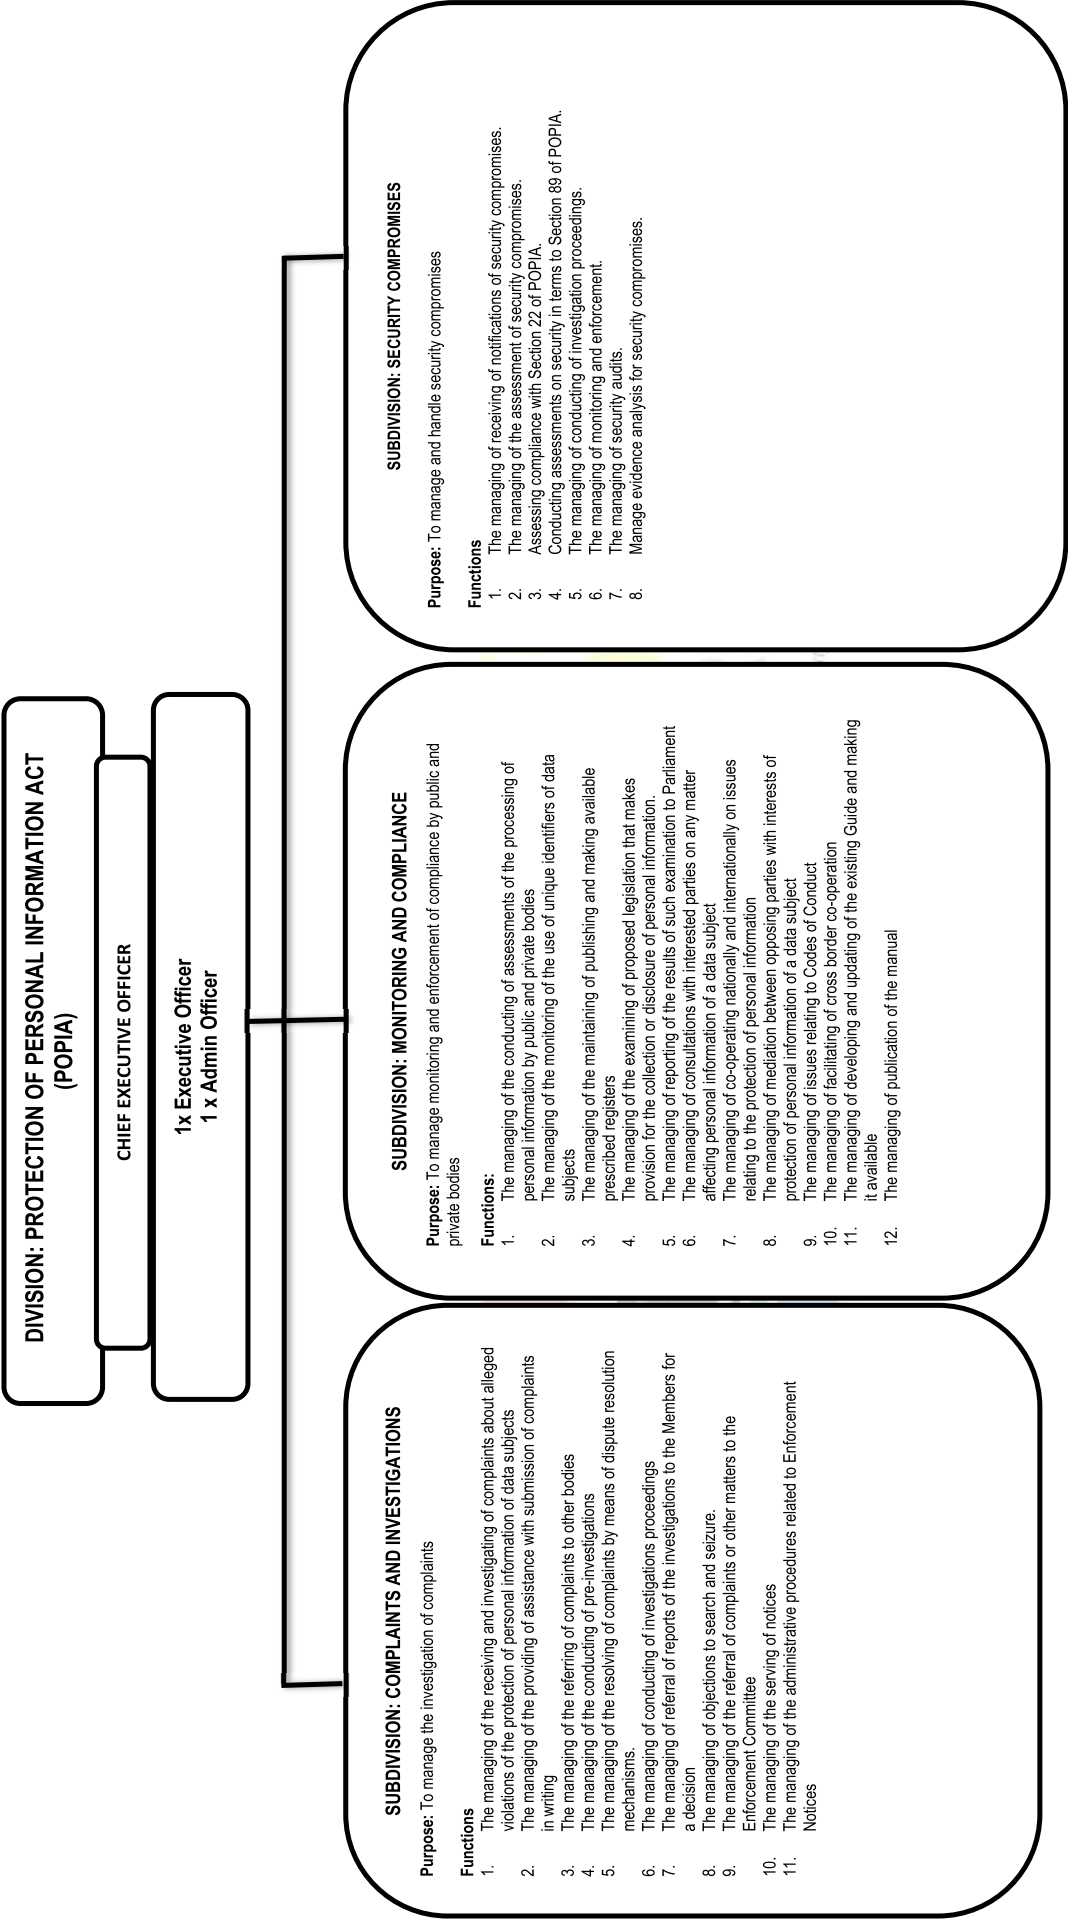 DIVISION: PROTECTION OF PERSONAL INFORMATION ACT
(POPIA)
CHIEF EXECUTIVE OFFICER
1x Executive Officer
1 x Admin Officer
SUBDIVISION: COMPLAINTS AND INVESTIGATIONS
Purpose: To manage the investigation of complaints
Functions
1. The managing of the receiving and investigating of complaints about alleged
violations of the protection of personal information of data subjects
2. The managing of the providing of assistance with submission of complaints
in writing
3. The managing of the referring of complaints to other bodies
4. The managing of the conducting of pre-investigations
5. The managing of the resolving of complaints by means of dispute resolution
mechanisms.
6. The managing of conducting of investigations proceedings
7. The managing of referral of reports of the investigations to the Members for
a decision
8. The managing of objections to search and seizure.
9. The managing of the referral of complaints or other matters to the
Enforcement Committee
10. The managing of the serving of notices
11. The managing of the administrative procedures related to Enforcement
Notices
SUBDIVISION: MONITORING AND COMPLIANCE
Purpose: To manage monitoring and enforcement of compliance by public and
private bodies
Functions:
1. The managing of the conducting of assessments of the processing of
personal information by public and private bodies
2. The managing of the monitoring of the use of unique identifiers of data
subjects
3. The managing of the maintaining of publishing and making available
prescribed registers
4. The managing of the examining of proposed legislation that makes
provision for the collection or disclosure of personal information.
5. The managing of reporting of the results of such examination to Parliament
6. The managing of consultations with interested parties on any matter
affecting personal information of a data subject
7. The managing of co-operating nationally and internationally on issues
relating to the protection of personal information
8. The managing of mediation between opposing parties with interests of
protection of personal information of a data subject
9. The managing of issues relating to Codes of Conduct
10. The managing of facilitating of cross border co-operation
11. The managing of developing and updating of the existing Guide and making
it available
12. The managing of publication of the manual
SUBDIVISION: SECURITY COMPROMISES
Purpose: To manage and handle security compromises
Functions
1. The managing of receiving of notifications of security compromises.
2. The managing of the assessment of security compromises.
3. Assessing compliance with Section 22 of POPIA.
4. Conducting assessments on security in terms to Section 89 of POPIA.
5. The managing of conducting of investigation proceedings.
6. The managing of monitoring and enforcement.
7. The managing of security audits.
8. Manage evidence analysis for security compromises.